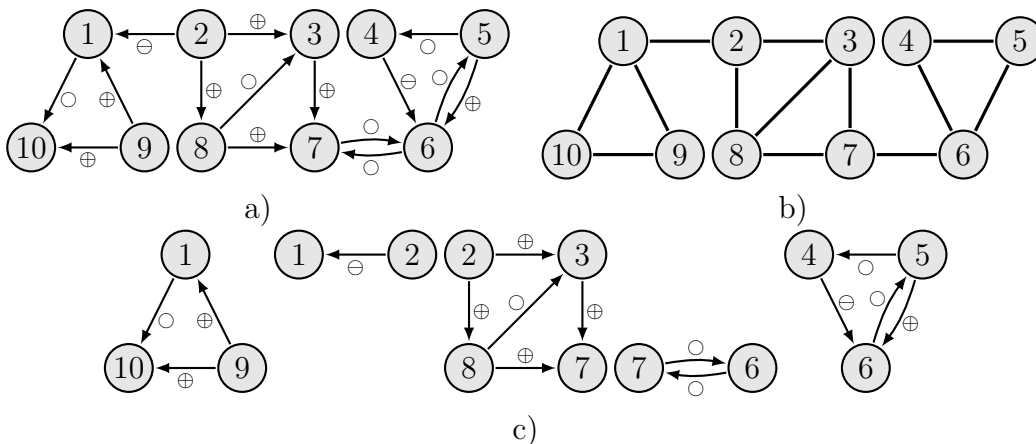 1 ⊖ 2 ⊕ 3 4 ○ 5
○ ⊕ ⊕ ○ ⊕ ⊖ ○ ⊕
10 ⊕ 9 8 ⊕ 7 ○ ○ 6
a)
1 2 3 4 5
10 9 8 7 6
b)
1
○ ⊕
10 ⊕ 9
1 ⊖ 2
2 ⊕ 3
⊕ ○ ⊕
8 ⊕ 7
7 ○ ○ 6
4 ○ 5
⊖ ○ ⊕
6
c)